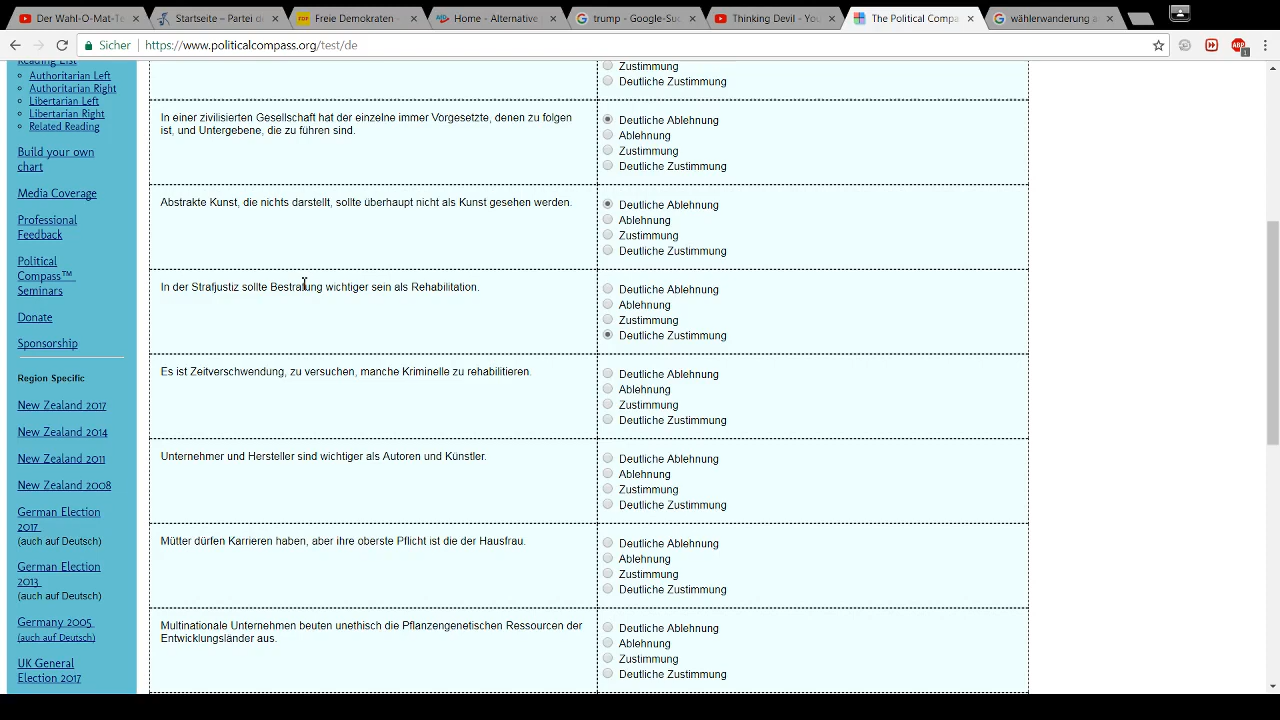 Der Wahl-O-Mat-Te
Startseite – Partei de
Freie Demokraten -
Home - Alternative
trump - Google-Suc
Thinking Devil - You
The Political Compa
wählerwanderung a
Sicher
https://www.politicalcompass.org/test/de
ABP
1
Reading List
Authoritarian Left
Authoritarian Right
Libertarian Left
Libertarian Right
Related Reading
Build your own
chart
Media Coverage
Professional
Feedback
Political
Compass™
Seminars
Donate
Sponsorship
Region Specific
New Zealand 2017
New Zealand 2014
New Zealand 2011
New Zealand 2008
German Election
2017
(auch auf Deutsch)
German Election
2013
(auch auf Deutsch)
Germany 2005
(auch auf Deutsch)
UK General
Election 2017
Zustimmung
Deutliche Zustimmung
In einer zivilisierten Gesellschaft hat der einzelne immer Vorgesetzte, denen zu folgen
ist, und Untergebene, die zu führen sind.
Deutliche Ablehnung
Ablehnung
Zustimmung
Deutliche Zustimmung
Abstrakte Kunst, die nichts darstellt, sollte überhaupt nicht als Kunst gesehen werden.
Deutliche Ablehnung
Ablehnung
Zustimmung
Deutliche Zustimmung
In der Strafjustiz sollte Bestrafung wichtiger sein als Rehabilitation.
Deutliche Ablehnung
Ablehnung
Zustimmung
Deutliche Zustimmung
Es ist Zeitverschwendung, zu versuchen, manche Kriminelle zu rehabilitieren.
Deutliche Ablehnung
Ablehnung
Zustimmung
Deutliche Zustimmung
Unternehmer und Hersteller sind wichtiger als Autoren und Künstler.
Deutliche Ablehnung
Ablehnung
Zustimmung
Deutliche Zustimmung
Mütter dürfen Karrieren haben, aber ihre oberste Pflicht ist die der Hausfrau.
Deutliche Ablehnung
Ablehnung
Zustimmung
Deutliche Zustimmung
Multinationale Unternehmen beuten unethisch die Pflanzengenetischen Ressourcen der
Entwicklungsländer aus.
Deutliche Ablehnung
Ablehnung
Zustimmung
Deutliche Zustimmung